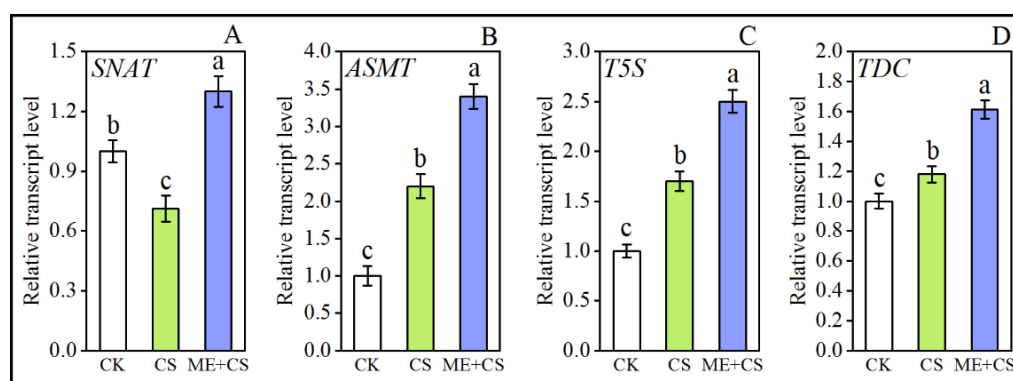 A
SNAT
Relative transcript level
1.5
1.2
0.9
0.6
0.3
0.0
b
c
a
CK CS ME+CS
B
ASMT
Relative transcript level
4.0
3.5
3.0
2.5
2.0
1.5
1.0
0.5
0.0
c
b
a
CK CS ME+CS
C
T5S
Relative transcript level
3.0
2.5
2.0
1.5
1.0
0.5
0.0
c
b
a
CK CS ME+CS
D
TDC
Relative transcript level
2.0
1.8
1.6
1.4
1.2
1.0
0.8
0.6
0.4
0.2
0.0
c
b
a
CK CS ME+CS